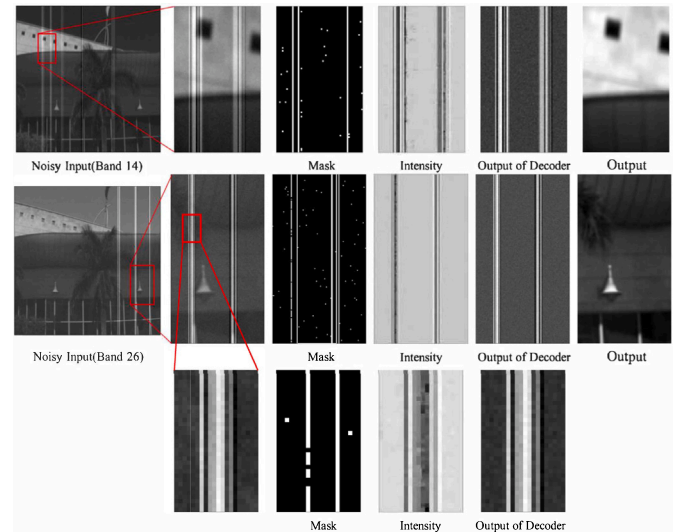 Noisy Input(Band 14)
Mask
Intensity
Output of Decoder
Output
Noisy Input(Band 26)
Mask
Intensity
Output of Decoder
Output
Mask
Intensity
Output of Decoder